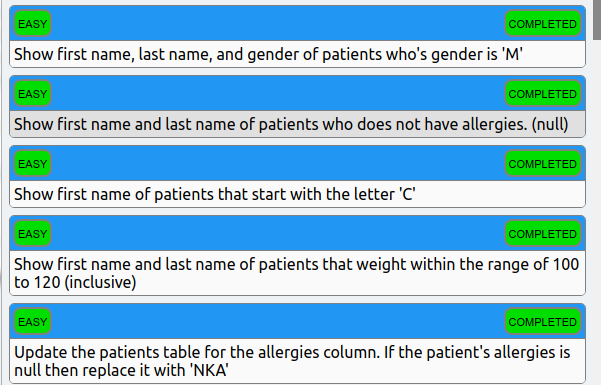 EASY COMPLETED
Show first name, last name, and gender of patients who's gender is 'M'
EASY COMPLETED
Show first name and last name of patients who does not have allergies. (null)
EASY COMPLETED
Show first name of patients that start with the letter 'C'
EASY COMPLETED
Show first name and last name of patients that weight within the range of 100
to 120 (inclusive)
EASY COMPLETED
Update the patients table for the allergies column. If the patient's allergies is
null then replace it with 'NKA'